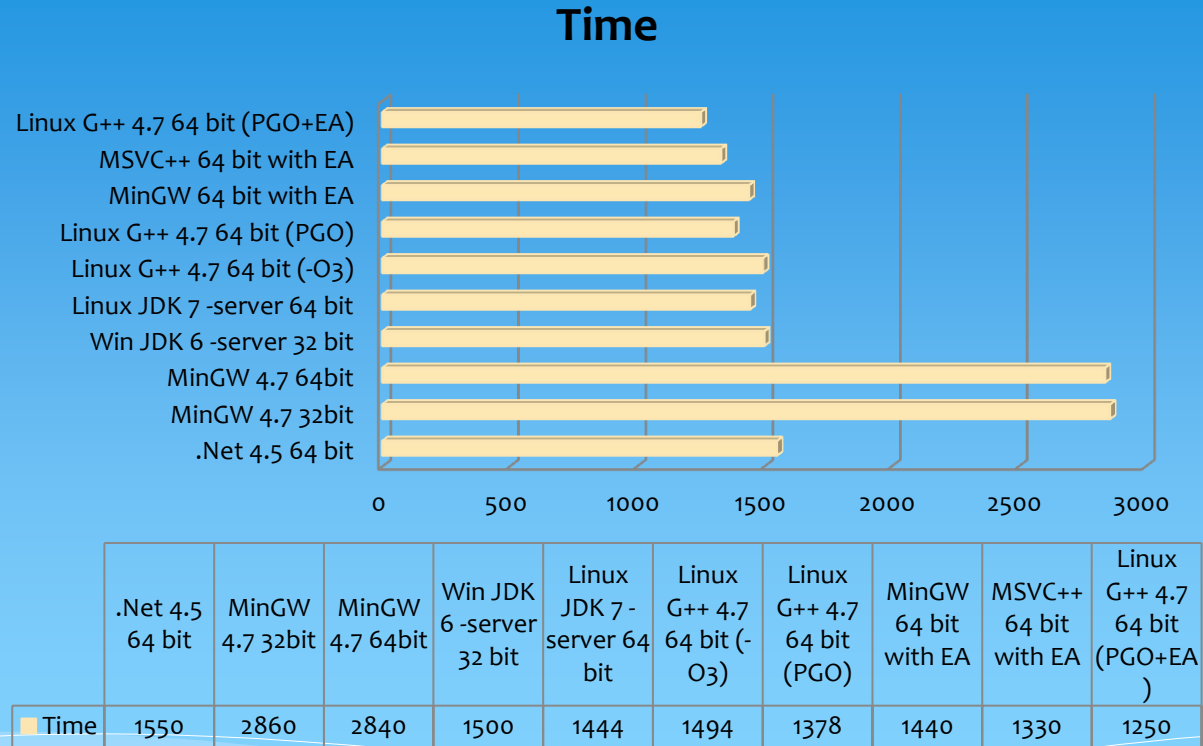 Time
Linux G++ 4.7 64 bit (PGO+EA)
MSVC++ 64 bit with EA
MinGW 64 bit with EA
Linux G++ 4.7 64 bit (PGO)
Linux G++ 4.7 64 bit (-O3)
Linux JDK 7 -server 64 bit
Win JDK 6 -server 32 bit
MinGW 4.7 64bit
MinGW 4.7 32bit
.Net 4.5 64 bit
0 500 1000 1500 2000 2500 3000
.Net 4.5
64 bit
MinGW
4.7 32bit
MinGW
4.7 64bit
Win JDK
6 -server
32 bit
Linux
JDK 7 -
server 64
bit
Linux
G++ 4.7
64 bit (-
O3)
Linux
G++ 4.7
64 bit
(PGO)
MinGW
64 bit
with EA
MSVC++
64 bit
with EA
Linux
G++ 4.7
64 bit
(PGO+EA
)
Time 1550 2860 2840 1500 1444 1494 1378 1440 1330 1250